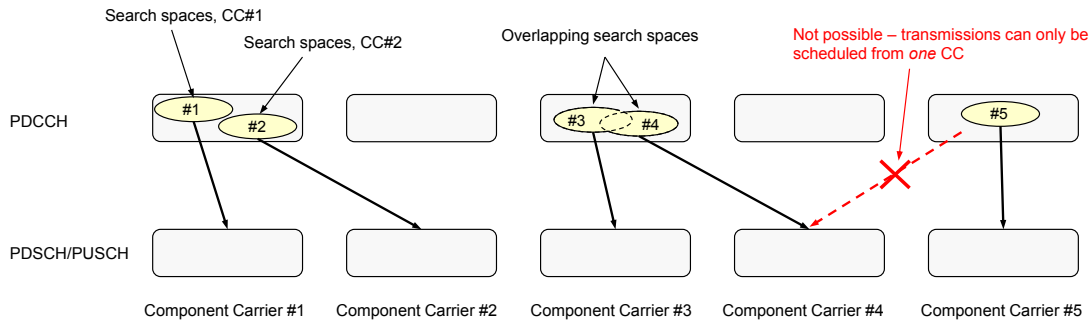 Search spaces, CC#1
Search spaces, CC#2
Overlapping search spaces
Not possible – transmissions can only be
scheduled from one CC
PDCCH
#1
#2
#3
#4
#5
PDSCH/PUSCH
Component Carrier #1
Component Carrier #2
Component Carrier #3
Component Carrier #4
Component Carrier #5